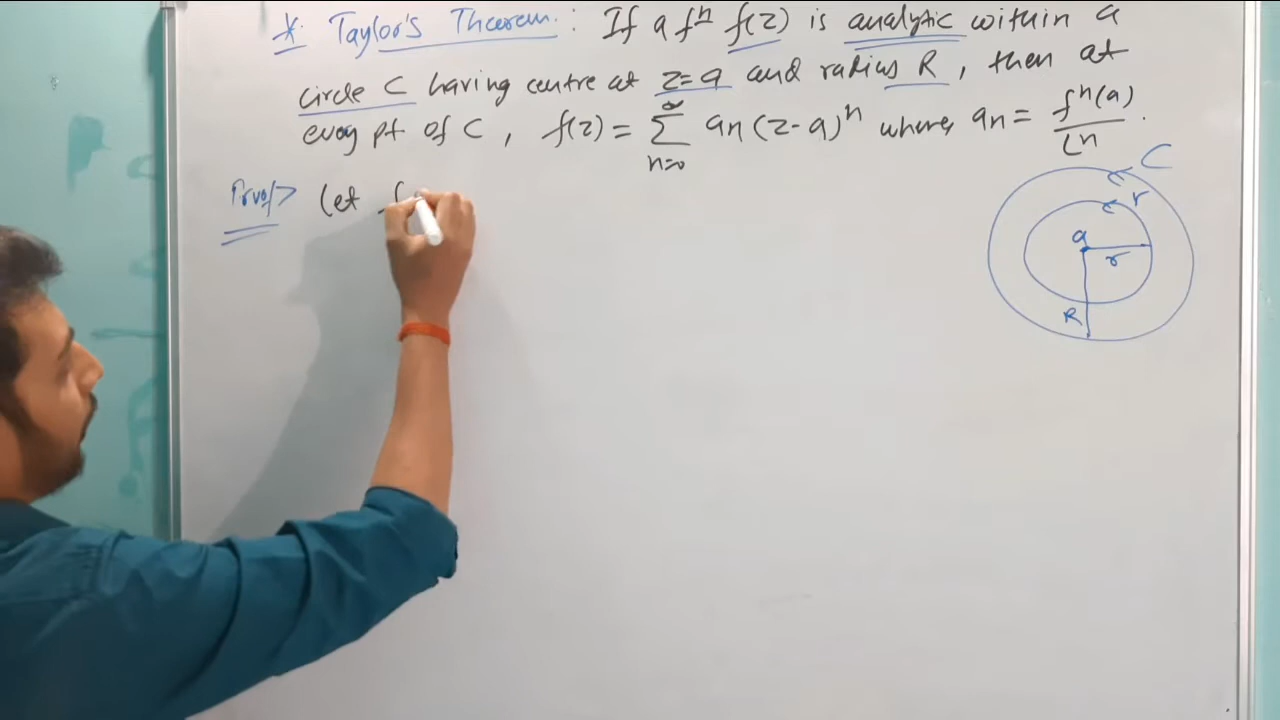 * Taylor's Theorem : If a fⁿ f(z) is analytic within a
circle C having centre at z=a and radius R, then at
every pt of C, f(z) = ∑_{n=0}^{∞} an (z-a)ⁿ where an = fⁿ(a)/⌊n .
Proof> Let f
C
r
a
r
R